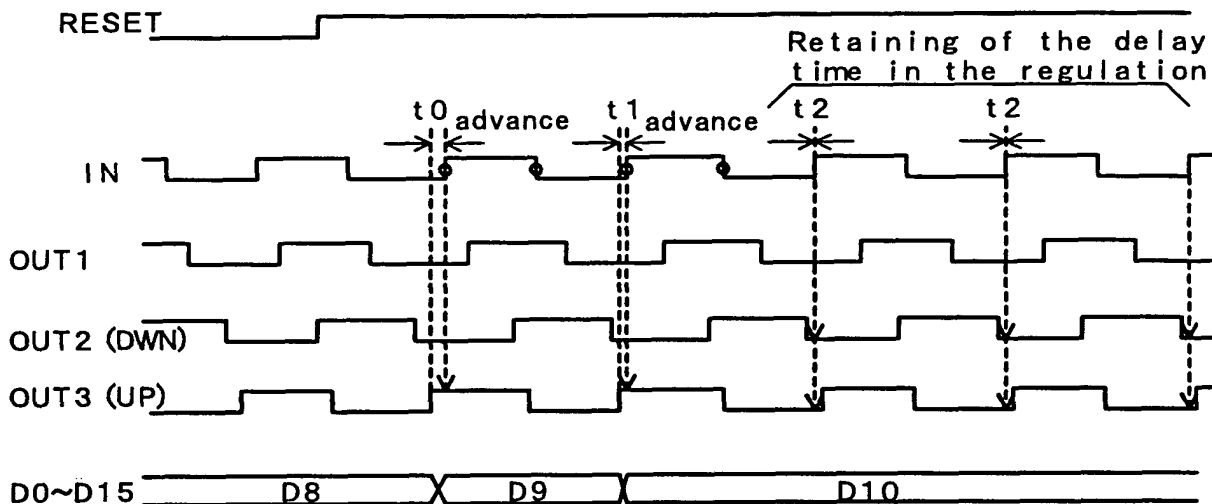 RESET
Retaining of the delay
time in the regulation
t0 advance t1 advance t2 t2
IN
OUT1
OUT2 (DWN)
OUT3 (UP)
D0~D15 D8 D9 D10